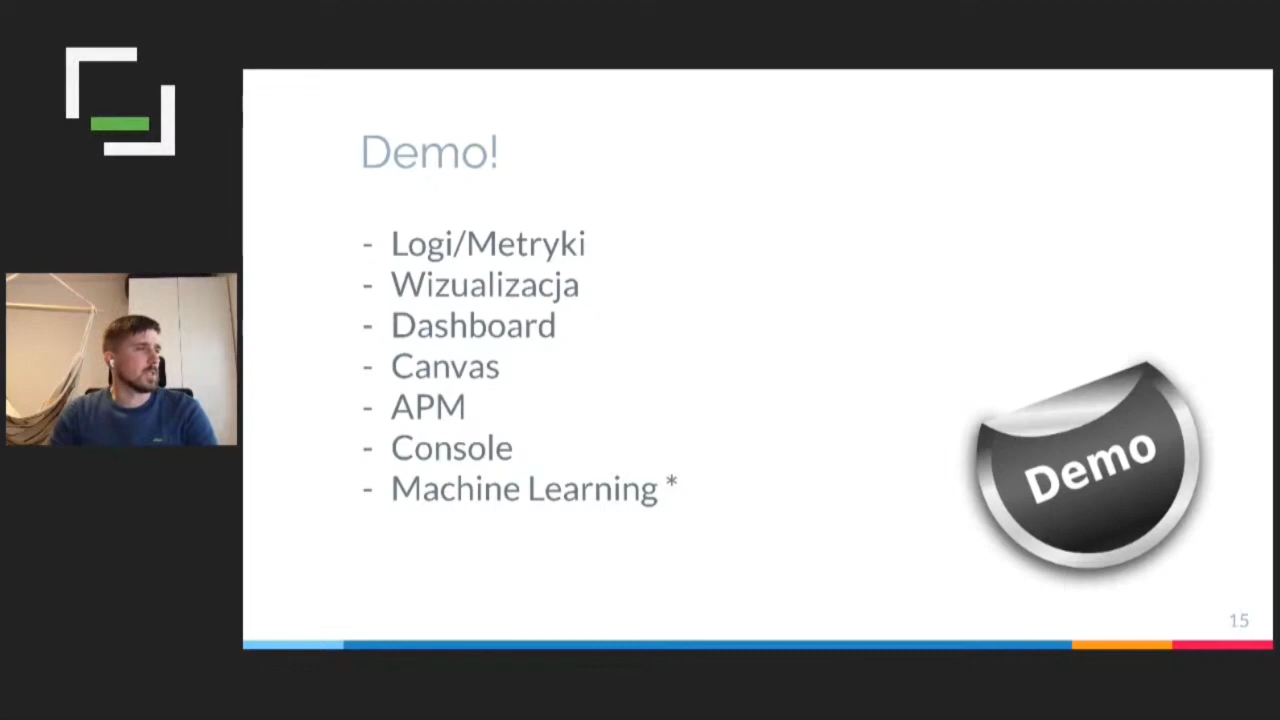 Demo!
- Logi/Metryki
- Wizualizacja
- Dashboard
- Canvas
- APM
- Console
- Machine Learning *
Demo
15